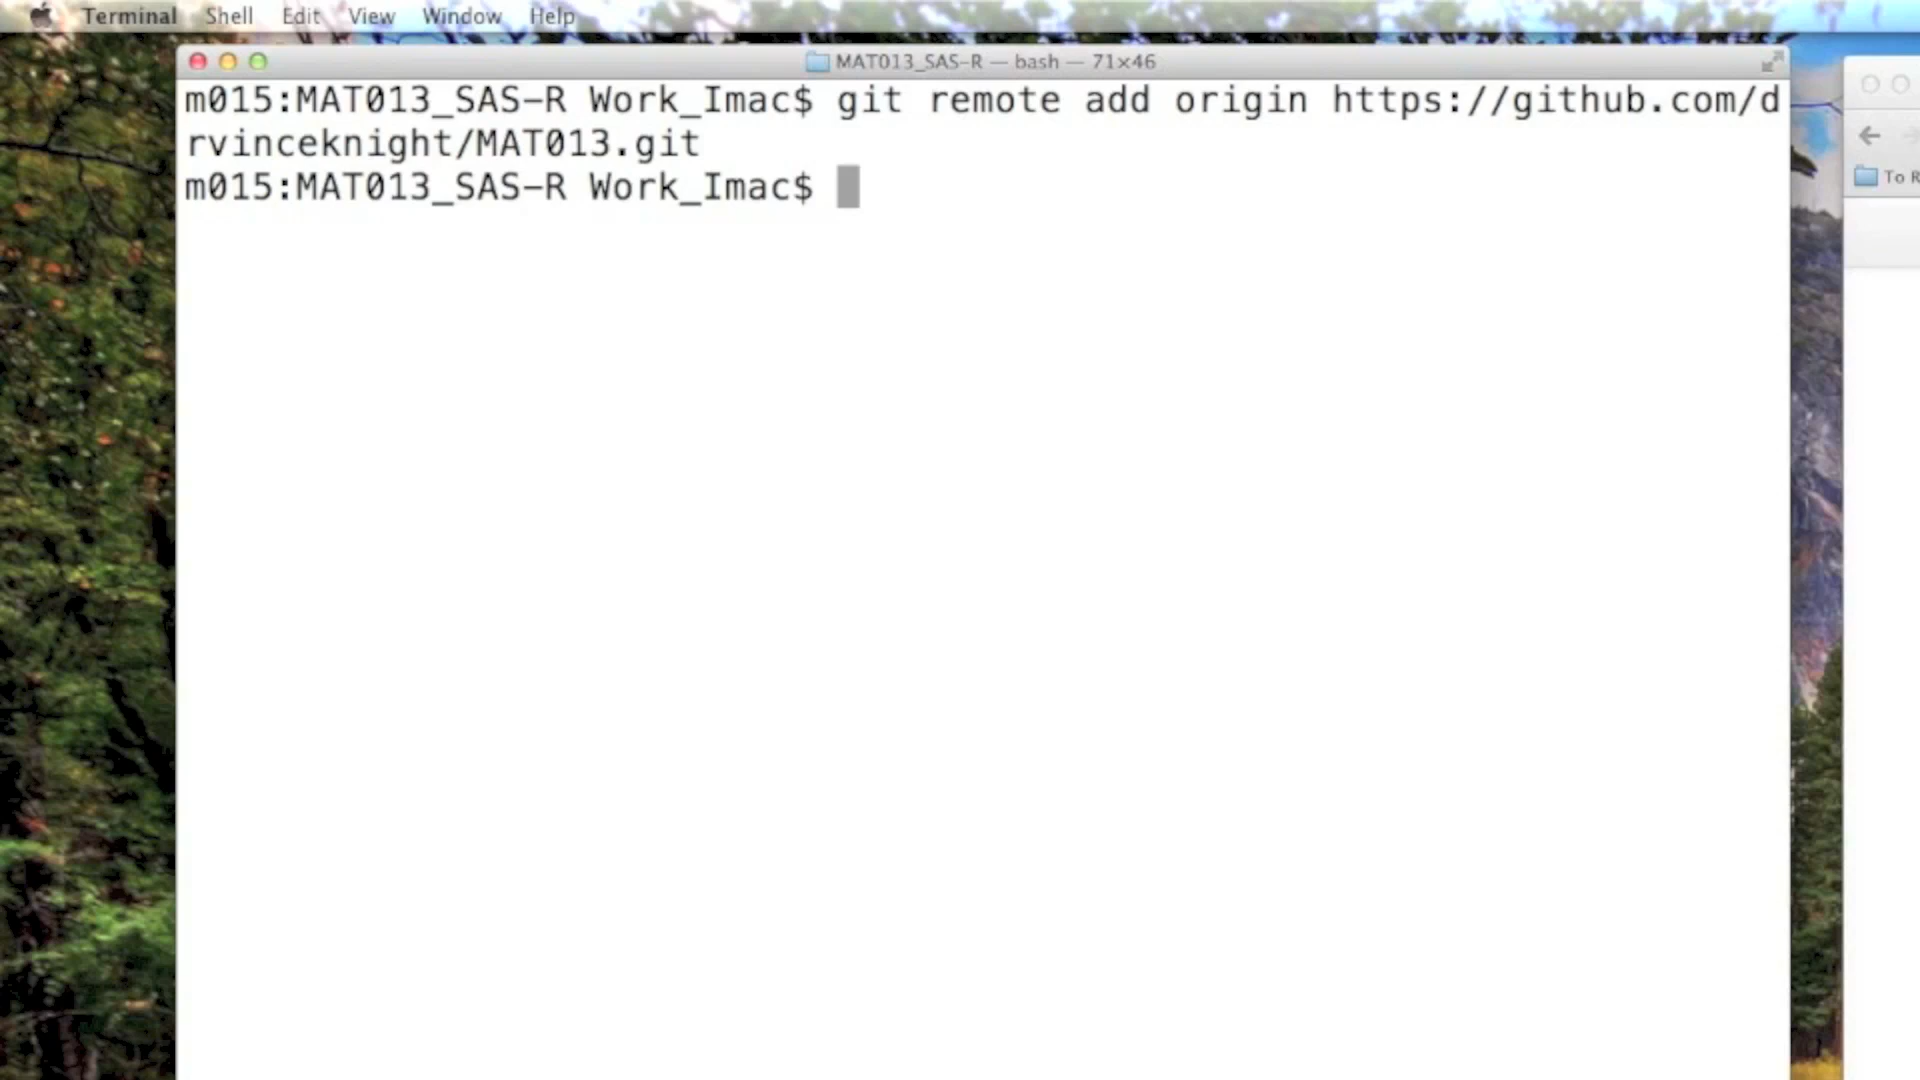 Terminal Shell Edit View Window Help
MAT013_SAS-R — bash — 71×46
m015:MAT013_SAS-R Work_Imac$ git remote add origin https://github.com/d
rvinceknight/MAT013.git
m015:MAT013_SAS-R Work_Imac$
To R